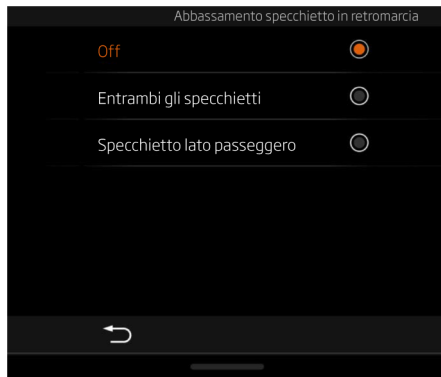 Abbassamento specchietto in retromarcia
Off
Entrambi gli specchietti
Specchietto lato passeggero